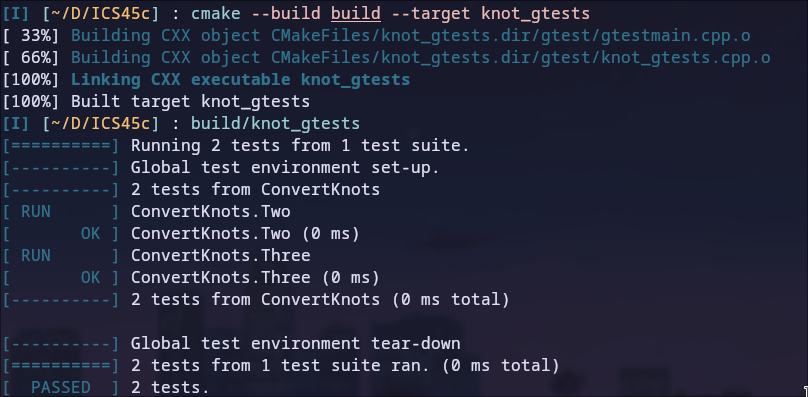 [I] [~/D/ICS45c] : cmake --build build --target knot_gtests
[ 33%] Building CXX object CMakeFiles/knot_gtests.dir/gtest/gtestmain.cpp.o
[ 66%] Building CXX object CMakeFiles/knot_gtests.dir/gtest/knot_gtests.cpp.o
[100%] Linking CXX executable knot_gtests
[100%] Built target knot_gtests
[I] [~/D/ICS45c] : build/knot_gtests
[==========] Running 2 tests from 1 test suite.
[----------] Global test environment set-up.
[----------] 2 tests from ConvertKnots
[ RUN      ] ConvertKnots.Two
[       OK ] ConvertKnots.Two (0 ms)
[ RUN      ] ConvertKnots.Three
[       OK ] ConvertKnots.Three (0 ms)
[----------] 2 tests from ConvertKnots (0 ms total)

[----------] Global test environment tear-down
[==========] 2 tests from 1 test suite ran. (0 ms total)
[  PASSED  ] 2 tests.